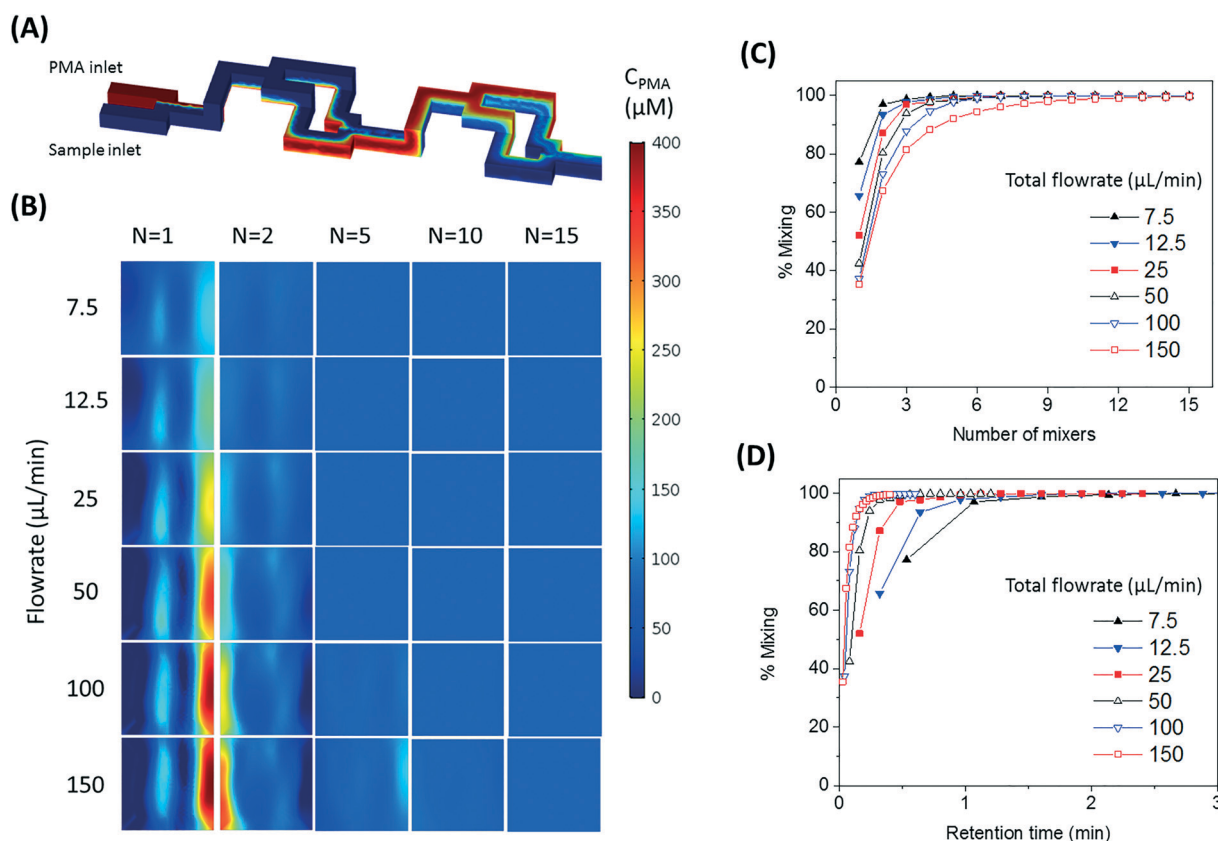 (A)
PMA inlet
Sample inlet
C_PMA
(µM)
400
350
300
250
200
150
100
50
0
(B)
N=1 N=2 N=5 N=10 N=15
Flowrate (µL/min)
7.5
12.5
25
50
100
150
(C)
% Mixing
100
80
60
40
20
0
Total flowrate (µL/min)
7.5
12.5
25
50
100
150
0 3 6 9 12 15
Number of mixers
(D)
% Mixing
100
80
60
40
20
0
Total flowrate (µL/min)
7.5
12.5
25
50
100
150
0 1 2 3
Retention time (min)